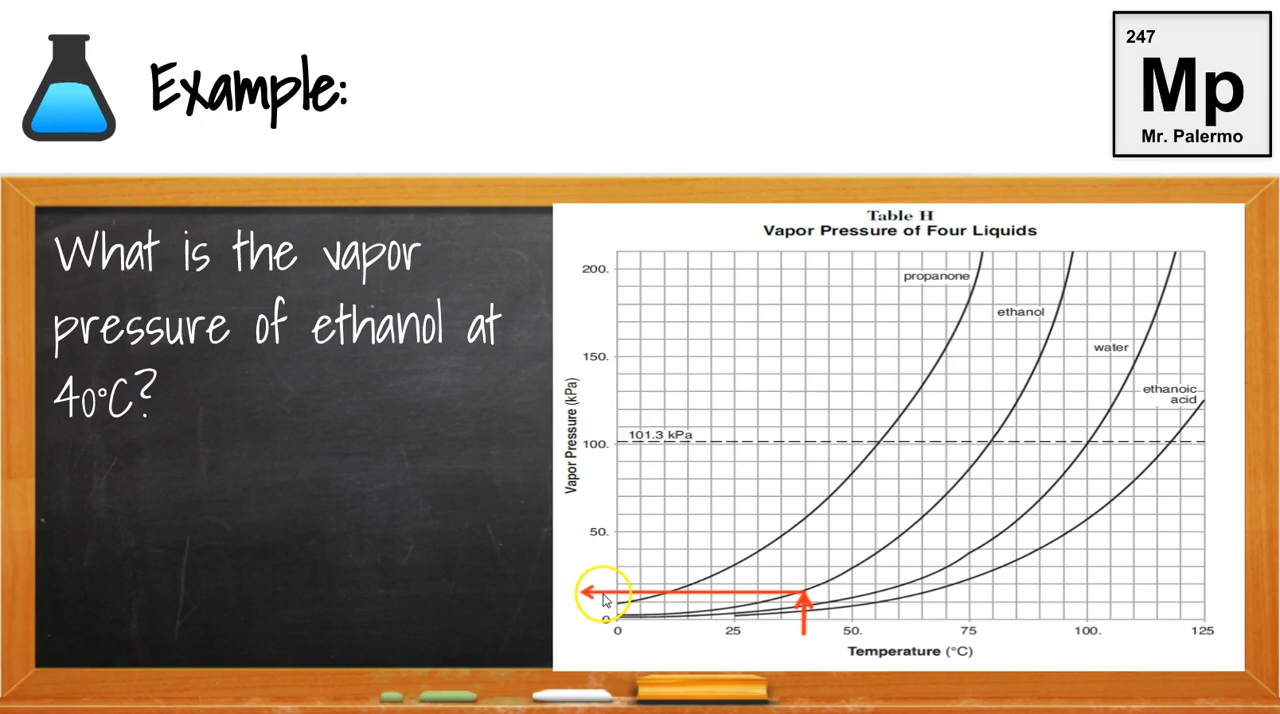 Example:
247
Mp
Mr. Palermo
What is the vapor
pressure of ethanol at
40°C?
Table H
Vapor Pressure of Four Liquids
Vapor Pressure (kPa)
200.
150.
100.
50.
0
propanone
ethanol
water
ethanoic
acid
101.3 kPa
0 25 50. 75 100. 125
Temperature (°C)